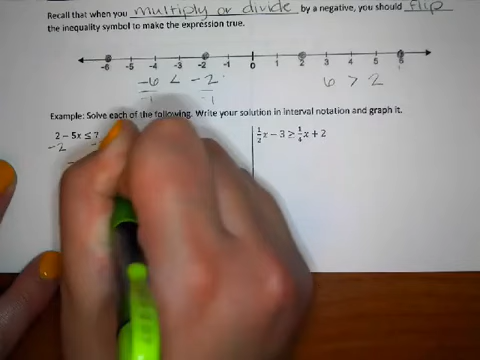 Recall that when you multiply or divide by a negative, you should flip
the inequality symbol to make the expression true.
-6 -5 -4 -3 -2 -1 0 1 2 3 4 5 6
-6 < -2 6 > 2
-1 -1
Example: Solve each of the following. Write your solution in interval notation and graph it.
2 − 5x ≤ 7 1/2x − 3 ≥ 1/4x + 2
-2